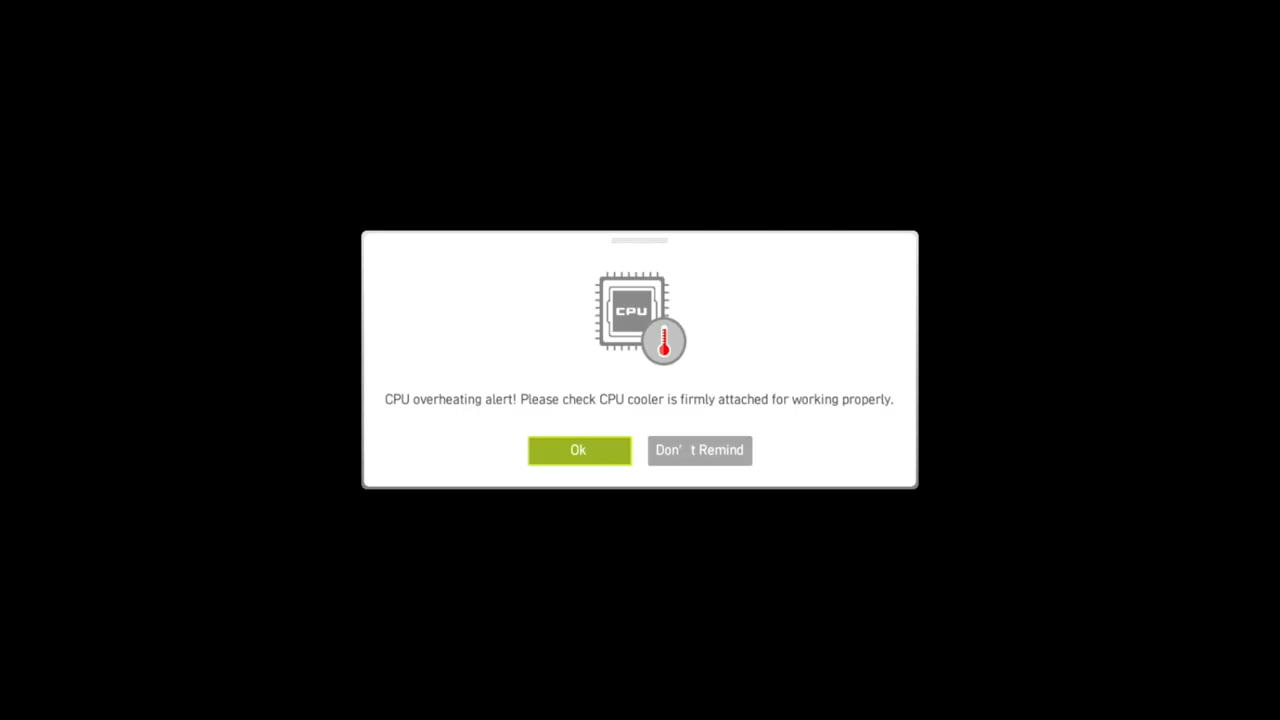 CPU
CPU overheating alert! Please check CPU cooler is firmly attached for working properly.
Ok
Don’ t Remind